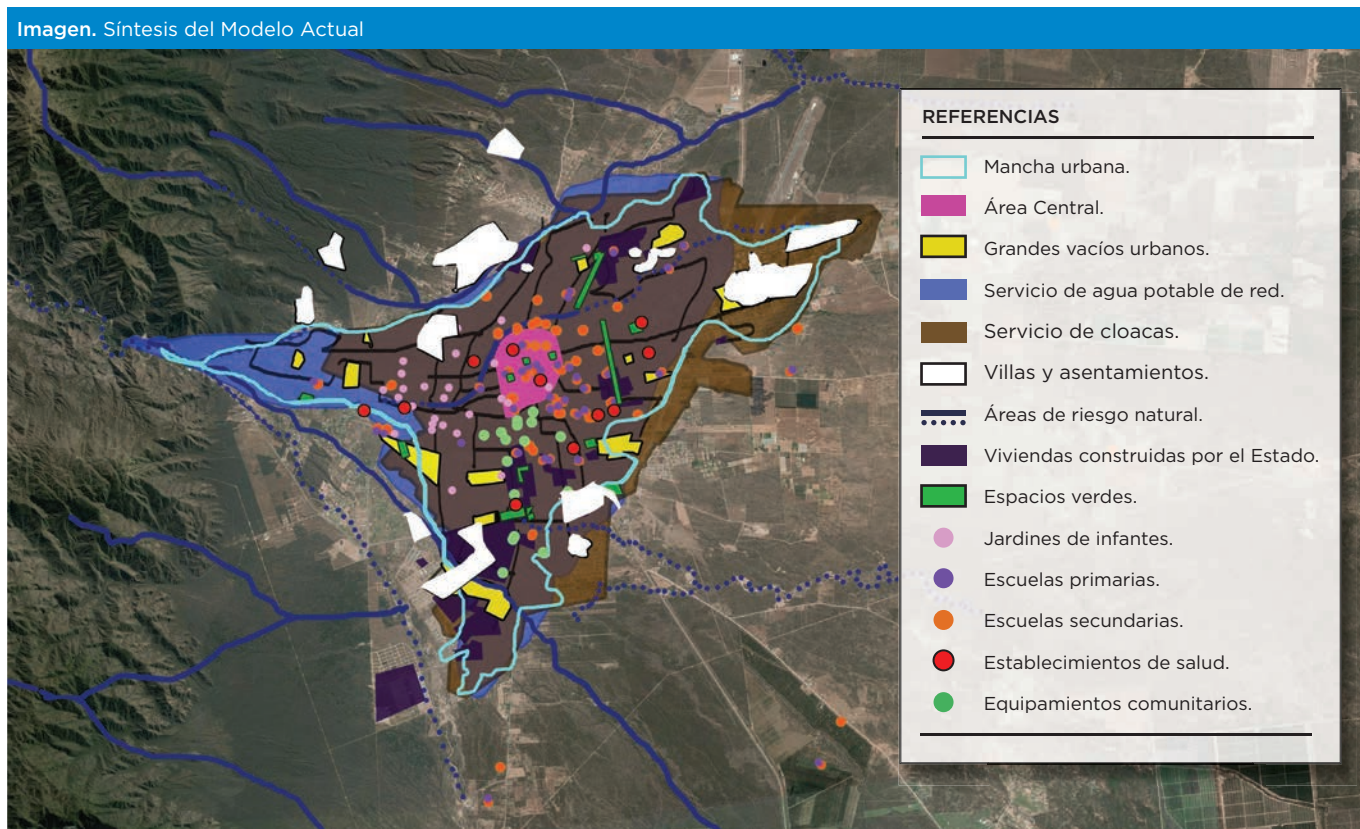 Imagen. Síntesis del Modelo Actual
REFERENCIAS
Mancha urbana.
Área Central.
Grandes vacíos urbanos.
Servicio de agua potable de red.
Servicio de cloacas.
Villas y asentamientos.
Áreas de riesgo natural.
Viviendas construidas por el Estado.
Espacios verdes.
Jardines de infantes.
Escuelas primarias.
Escuelas secundarias.
Establecimientos de salud.
Equipamientos comunitarios.